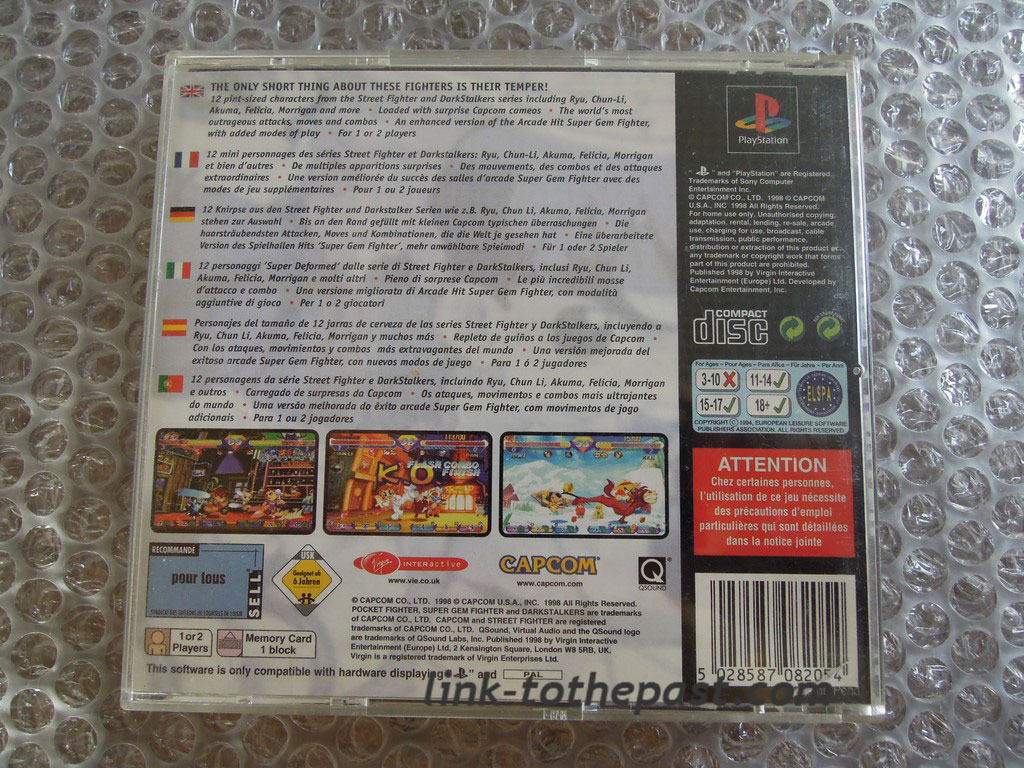 THE ONLY SHORT THING ABOUT THESE FIGHTERS IS THEIR TEMPER!
12 pint-sized characters from the Street Fighter and DarkStalkers series including Ryu, Chun-Li,
Akuma, Felicia, Morrigan and more • Loaded with surprise Capcom cameos • The world's most
outrageous attacks, moves and combos • An enhanced version of the Arcade Hit Super Gem Fighter,
with added modes of play • For 1 or 2 players
12 mini personnages des séries Street Fighter et Darkstalkers: Ryu, Chun-Li, Akuma, Felicia, Morrigan
et bien d'autres • De multiples apparitions surprises • Des mouvements, des combos et des attaques
extraordinaires • Une version améliorée du succès des salles d'arcade Super Gem Fighter avec des
modes de jeu supplémentaires • Pour 1 ou 2 joueurs
12 Knirpse aus den Street Fighter und Darkstalker Serien wie z.B. Ryu, Chun Li, Akuma, Felicia, Morrigan
stehen zur Auswahl • Bis an den Rand gefüllt mit kleinen Capcom typischen überraschungen • Die
haarsträubendsten Attacken, Moves und Kombinationen, die die Welt je gesehen hat • Eine überarbeitete
Version des Spielhallen Hits 'Super Gem Fighter', mehr anwählbare Spielmodi • Für 1 oder 2 Spieler
12 personaggi 'Super Deformed' dalle serie di Street Fighter e DarkStalkers, inclusi Ryu, Chun Li,
Akuma, Felicia, Morrigan e molti altri • Pieno di sorprese Capcom • Le più incredibili mosse
d'attacco e combo • Una versione migliorata di Arcade Hit Super Gem Fighter, con modalità
aggiuntive di gioco • Per 1 o 2 giocatori
Personajes del tamaño de 12 jarras de cerveza de las series Street Fighter y DarkStalkers, incluyendo a
Ryu, Chun Li, Akuma, Felicia, Morrigan y muchos más • Repleto de guiños a los juegos de Capcom •
Con los ataques, movimientos y combos más extravagantes del mundo • Una versión mejorada del
exitoso arcade Super Gem Fighter, con nuevos modos de juego • Para 1 ó 2 jugadores
12 personagens da série Street Fighter e DarkStalkers, incluindo Ryu, Chun Li, Akuma, Felicia, Morrigan
e outros • Carregado de surpresas da Capcom • Os ataques, movimentos e combos mais ultrajantes
do mundo • Uma versão melhorada do êxito arcade Super Gem Fighter, com movimentos de jogo
adicionais • Para 1 ou 2 jogadores
K.O
FLASH COMBO
FINISH
RECOMMANDÉ
pour tous
SELL
USK
Geeignet ab
6 Jahren
Virgin INTERactive
www.vie.co.uk
CAPCOM
www.capcom.com
Q
QSOUND
© CAPCOM CO., LTD. 1998 © CAPCOM U.S.A., INC. 1998 All Rights Reserved.
POCKET FIGHTER, SUPER GEM FIGHTER and DARKSTALKERS are trademarks
of CAPCOM CO., LTD. CAPCOM and STREET FIGHTER are registered
trademarks of CAPCOM CO., LTD. QSound, Virtual Audio and the QSound logo
are trademarks of QSound Labs, Inc. Published 1998 by Virgin Interactive
Entertainment (Europe) Ltd, 2 Kensington Square, London W8 5RB, UK.
Virgin is a registered trademark of Virgin Enterprises Ltd.
1 or 2
Players
Memory Card
1 block
This software is only compatible with hardware displaying " " and PAL
PlayStation
" " and "PlayStation" are Registered
Trademarks of Sony Computer
Entertainment Inc.
© CAPCOM CO., LTD. 1998 © CAPCOM
U.S.A., INC 1998 All Rights Reserved.
For home use only. Unauthorised copying,
adaptation, rental, lending, re-sale, arcade
use, charging for use, broadcast, cable
transmission, public performance,
distribution or extraction of this product or
any trademark or copyright work that forms
part of this product are prohibited.
Published 1998 by Virgin Interactive
Entertainment (Europe) Ltd. Developed by
Capcom Entertainment, Inc.
COMPACT
disc
For Ages - Pour Ages - Para Años - Für Jahre - Per Anni
3-10 11-14
15-17 18+
ELSPA
COPYRIGHT © 1994, EUROPEAN LEISURE SOFTWARE
PUBLISHERS ASSOCIATION. ALL RIGHTS RESERVED.
ATTENTION
Chez certaines personnes,
l'utilisation de ce jeu nécessite
des précautions d'emploi
particulières qui sont détaillées
dans la notice jointe
5 028587 082054
link-tothepast.com